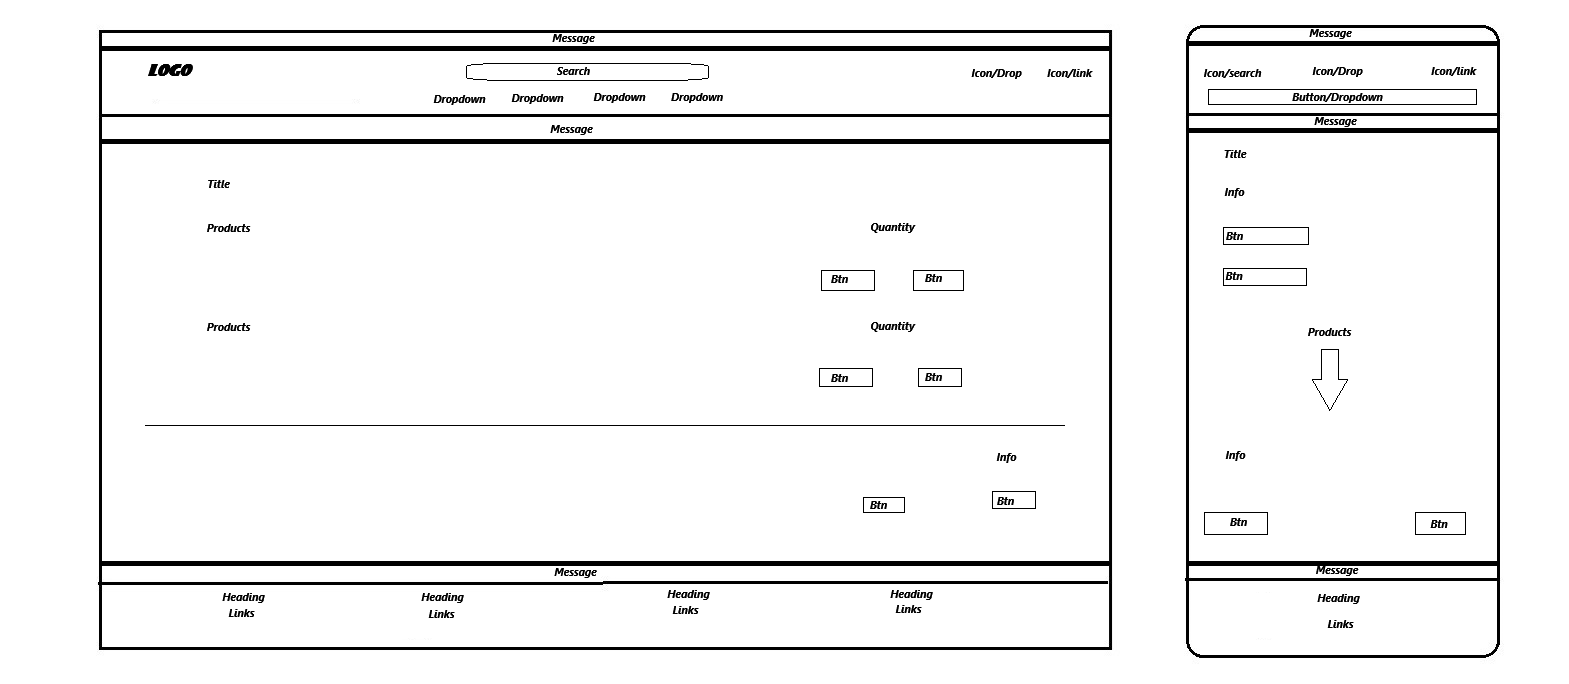 Message
LOGO
Search
Icon/Drop
Icon/link
Dropdown
Dropdown
Dropdown
Dropdown
Message
Title
Products
Quantity
Btn
Btn
Products
Quantity
Btn
Btn
Info
Btn
Btn
Message
Heading
Heading
Heading
Heading
Links
Links
Links
Links
Message
Icon/search
Icon/Drop
Icon/link
Button/Dropdown
Message
Title
Info
Btn
Btn
Products
Info
Btn
Btn
Message
Heading
Links